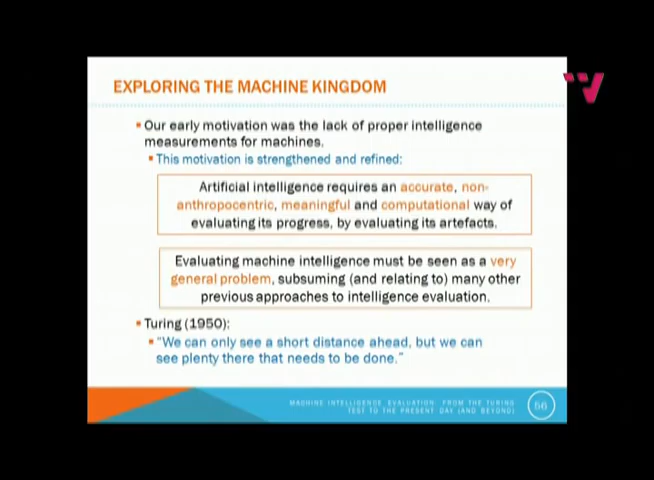 EXPLORING THE MACHINE KINGDOM
Our early motivation was the lack of proper intelligence
measurements for machines.
This motivation is strengthened and refined:
Artificial intelligence requires an accurate, non-
anthropocentric, meaningful and computational way of
evaluating its progress, by evaluating its artefacts.
Evaluating machine intelligence must be seen as a very
general problem, subsuming (and relating to) many other
previous approaches to intelligence evaluation.
Turing (1950):
"We can only see a short distance ahead, but we can
see plenty there that needs to be done."
MACHINE INTELLIGENCE EVALUATION: FROM THE TURING
TEST TO THE PRESENT DAY (AND BEYOND)
56